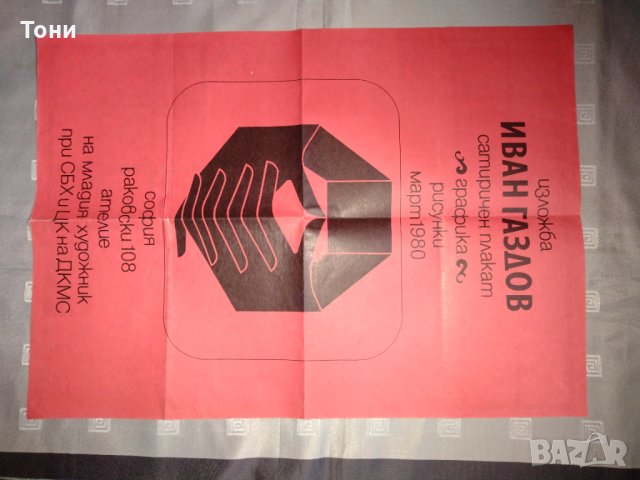 Тони
изложба
ИВАН ГАЗДОВ
сатиричен плакат
графика
рисунки
март 1980
софия
раковски 108
ателие
на младия художник
при СБХ и ЦК на ДКМС
BAZAR